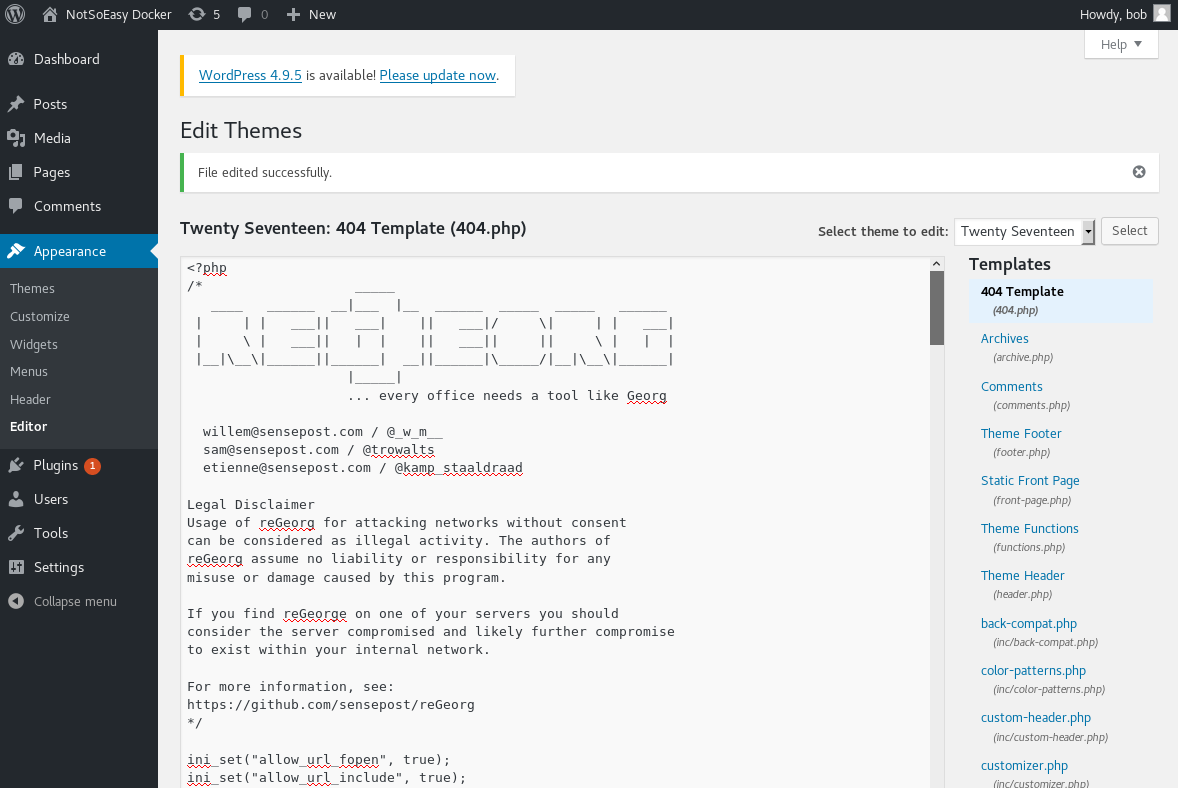 NotSoEasy Docker 5 0 New Howdy, bob
Help
Dashboard
Posts
Media
Pages
Comments
Appearance
Themes
Customize
Widgets
Menus
Header
Editor
Plugins 1
Users
Tools
Settings
Collapse menu
WordPress 4.9.5 is available! Please update now.
Edit Themes
File edited successfully.
Twenty Seventeen: 404 Template (404.php)
Select theme to edit: Twenty Seventeen Select
<?php
/*                   _____
   ____   ______  __|___  |__  ______  _____  _____   ______
 |     | |   ___||   ___|    ||   ___|/     \|     | |   ___|
 |     \ |   ___||   |  |    ||   ___||     ||     \ |   |  |
 |__|\__\|______||______|  __||______|\_____/|__|\__\|______|
                    |_____|
                    ... every office needs a tool like Georg
  willem@sensepost.com / @_w_m__
  sam@sensepost.com / @trowalts
  etienne@sensepost.com / @kamp_staaldraad
Legal Disclaimer
Usage of reGeorg for attacking networks without consent
can be considered as illegal activity. The authors of
reGeorg assume no liability or responsibility for any
misuse or damage caused by this program.
If you find reGeorge on one of your servers you should
consider the server compromised and likely further compromise
to exist within your internal network.
For more information, see:
https://github.com/sensepost/reGeorg
*/
ini_set("allow_url_fopen", true);
ini_set("allow_url_include", true);
Templates
404 Template
(404.php)
Archives
(archive.php)
Comments
(comments.php)
Theme Footer
(footer.php)
Static Front Page
(front-page.php)
Theme Functions
(functions.php)
Theme Header
(header.php)
back-compat.php
(inc/back-compat.php)
color-patterns.php
(inc/color-patterns.php)
custom-header.php
(inc/custom-header.php)
customizer.php
(inc/customizer.php)